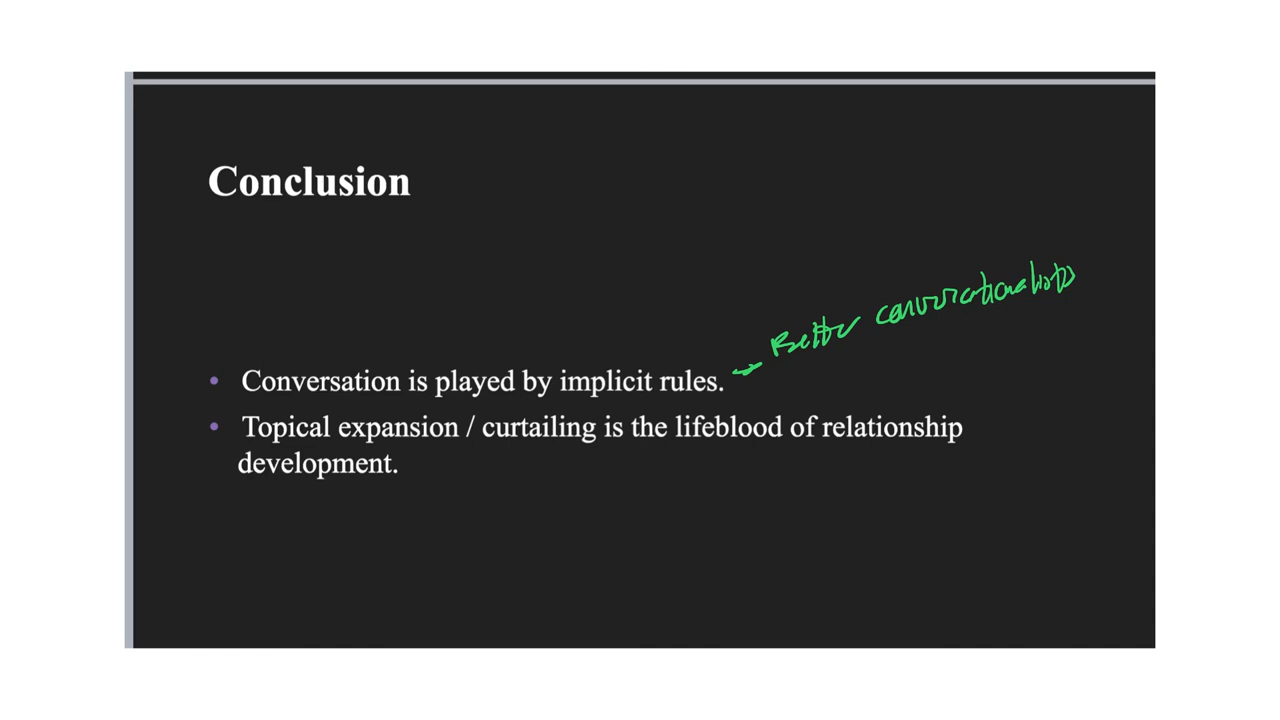 Conclusion
Better conversationalists
• Conversation is played by implicit rules.
• Topical expansion / curtailing is the lifeblood of relationship
development.